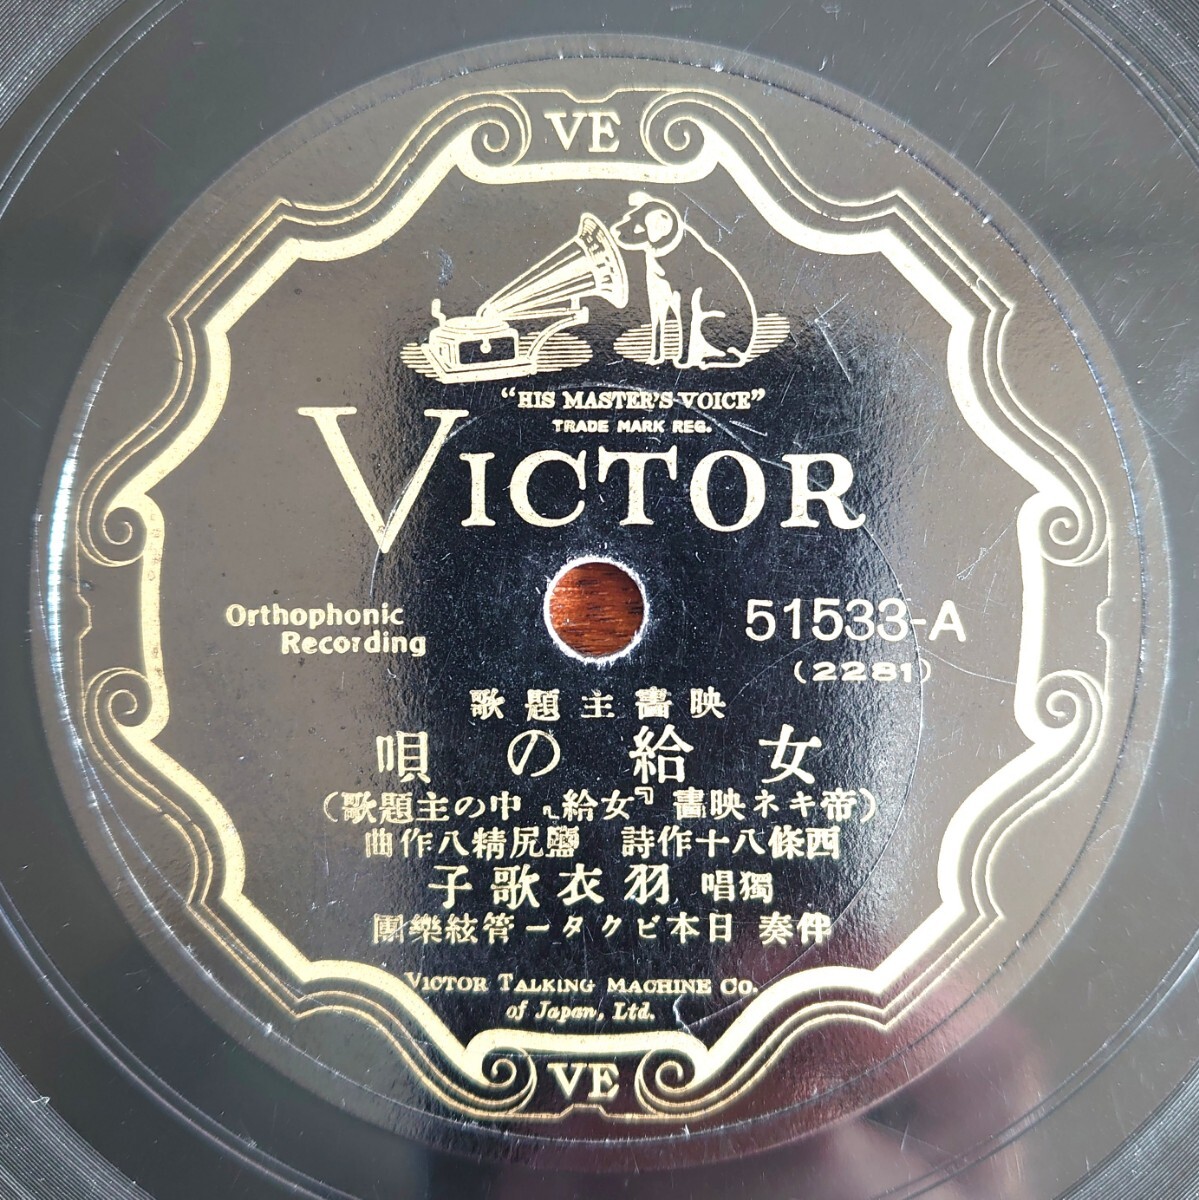 VE
"HIS MASTER'S VOICE"
TRADE MARK REG.
VICTOR
Orthophonic
Recording
51533-A
(2281)
映畫主題歌
女給の唄
(帝キネ映畫『女給』中の主題歌)
西條八十作詩 鹽尻精八作曲
獨唱 羽衣歌子
伴奏 日本ビクター管絃樂團
VICTOR TALKING MACHINE CO.
of Japan, Ltd.
VE